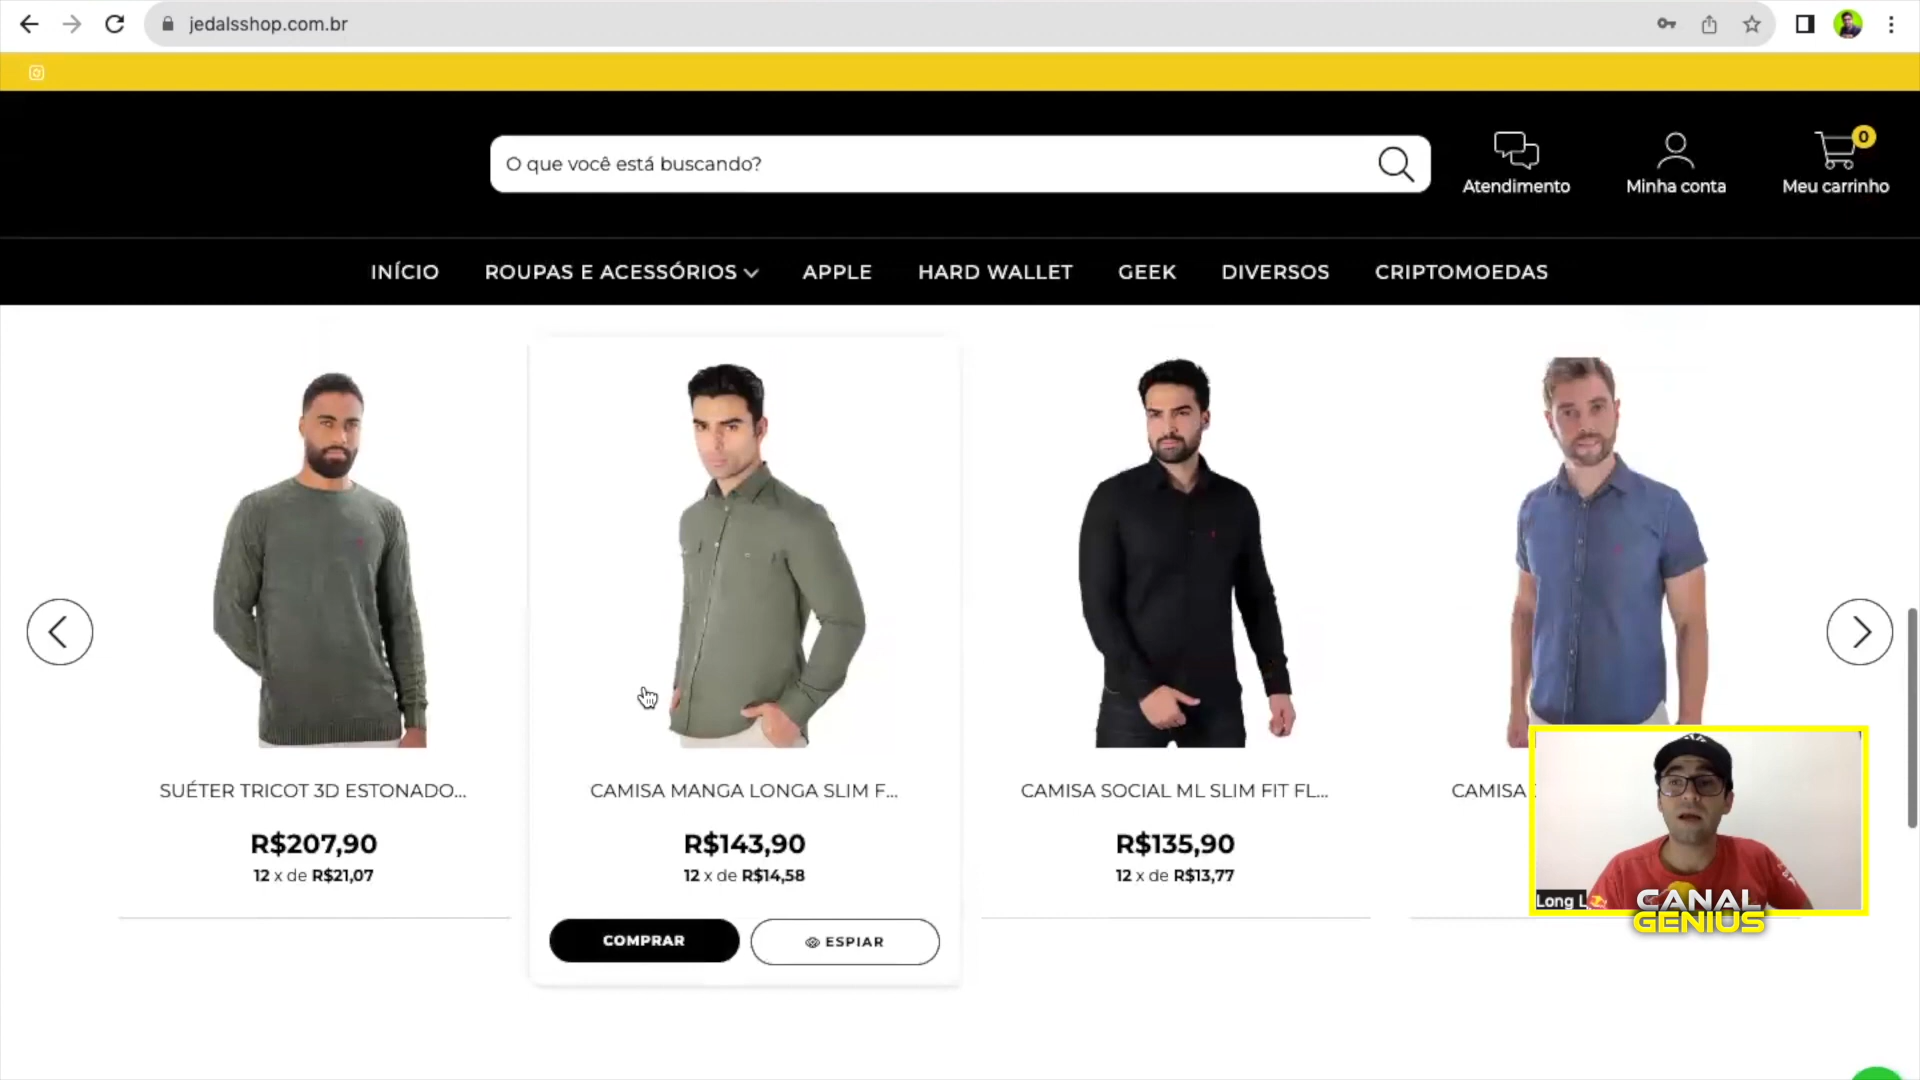 jedalsshop.com.br
O que você está buscando?
Atendimento
Minha conta
0
Meu carrinho
INÍCIO
ROUPAS E ACESSÓRIOS
APPLE
HARD WALLET
GEEK
DIVERSOS
CRIPTOMOEDAS
SUÉTER TRICOT 3D ESTONADO...
R$207,90
12 x de R$21,07
CAMISA MANGA LONGA SLIM F...
R$143,90
12 x de R$14,58
COMPRAR
ESPIAR
CAMISA SOCIAL ML SLIM FIT FL...
R$135,90
12 x de R$13,77
CAMISA
Long L
CANAL
GENIUS